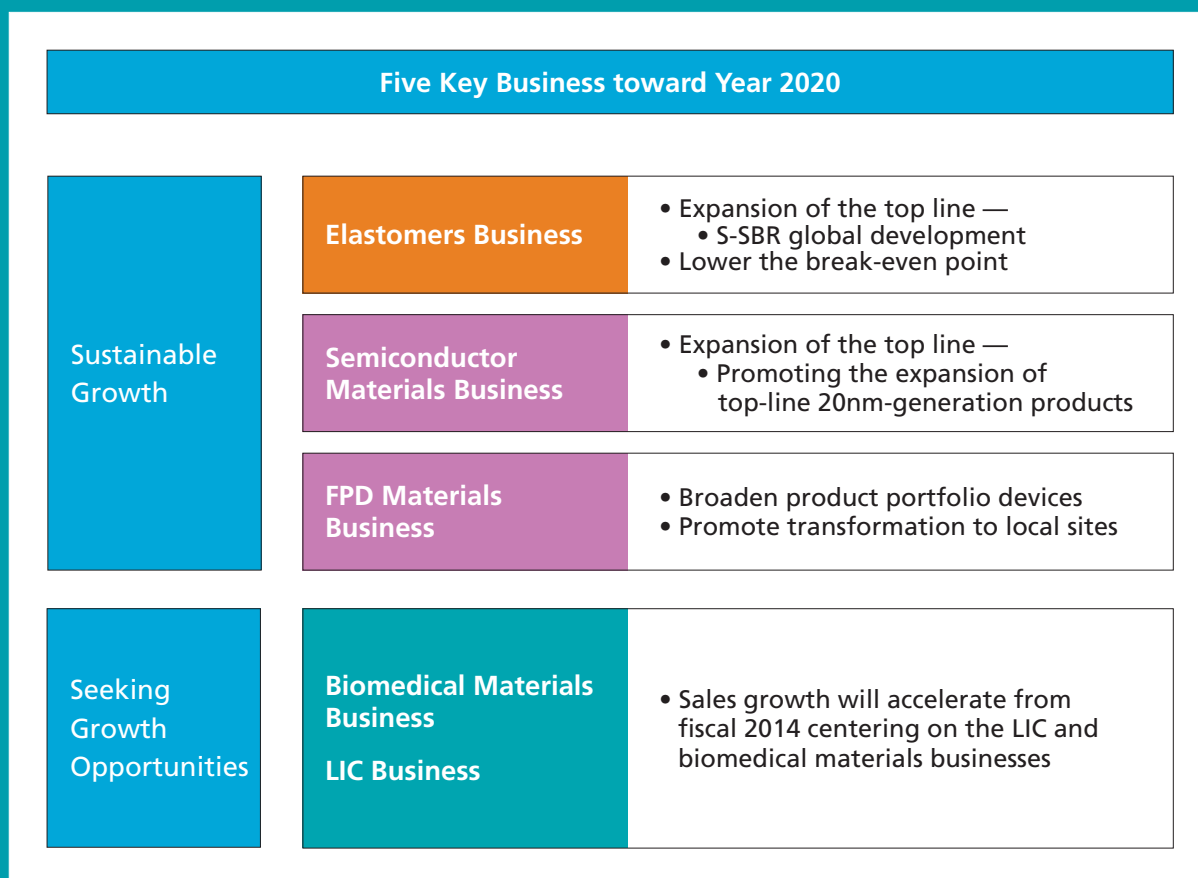 Five Key Business toward Year 2020
Sustainable
Growth
Elastomers Business
• Expansion of the top line —
• S-SBR global development
• Lower the break-even point
Semiconductor
Materials Business
• Expansion of the top line —
• Promoting the expansion of
top-line 20nm-generation products
FPD Materials
Business
• Broaden product portfolio devices
• Promote transformation to local sites
Seeking
Growth
Opportunities
Biomedical Materials
Business
LIC Business
• Sales growth will accelerate from
fiscal 2014 centering on the LIC and
biomedical materials businesses